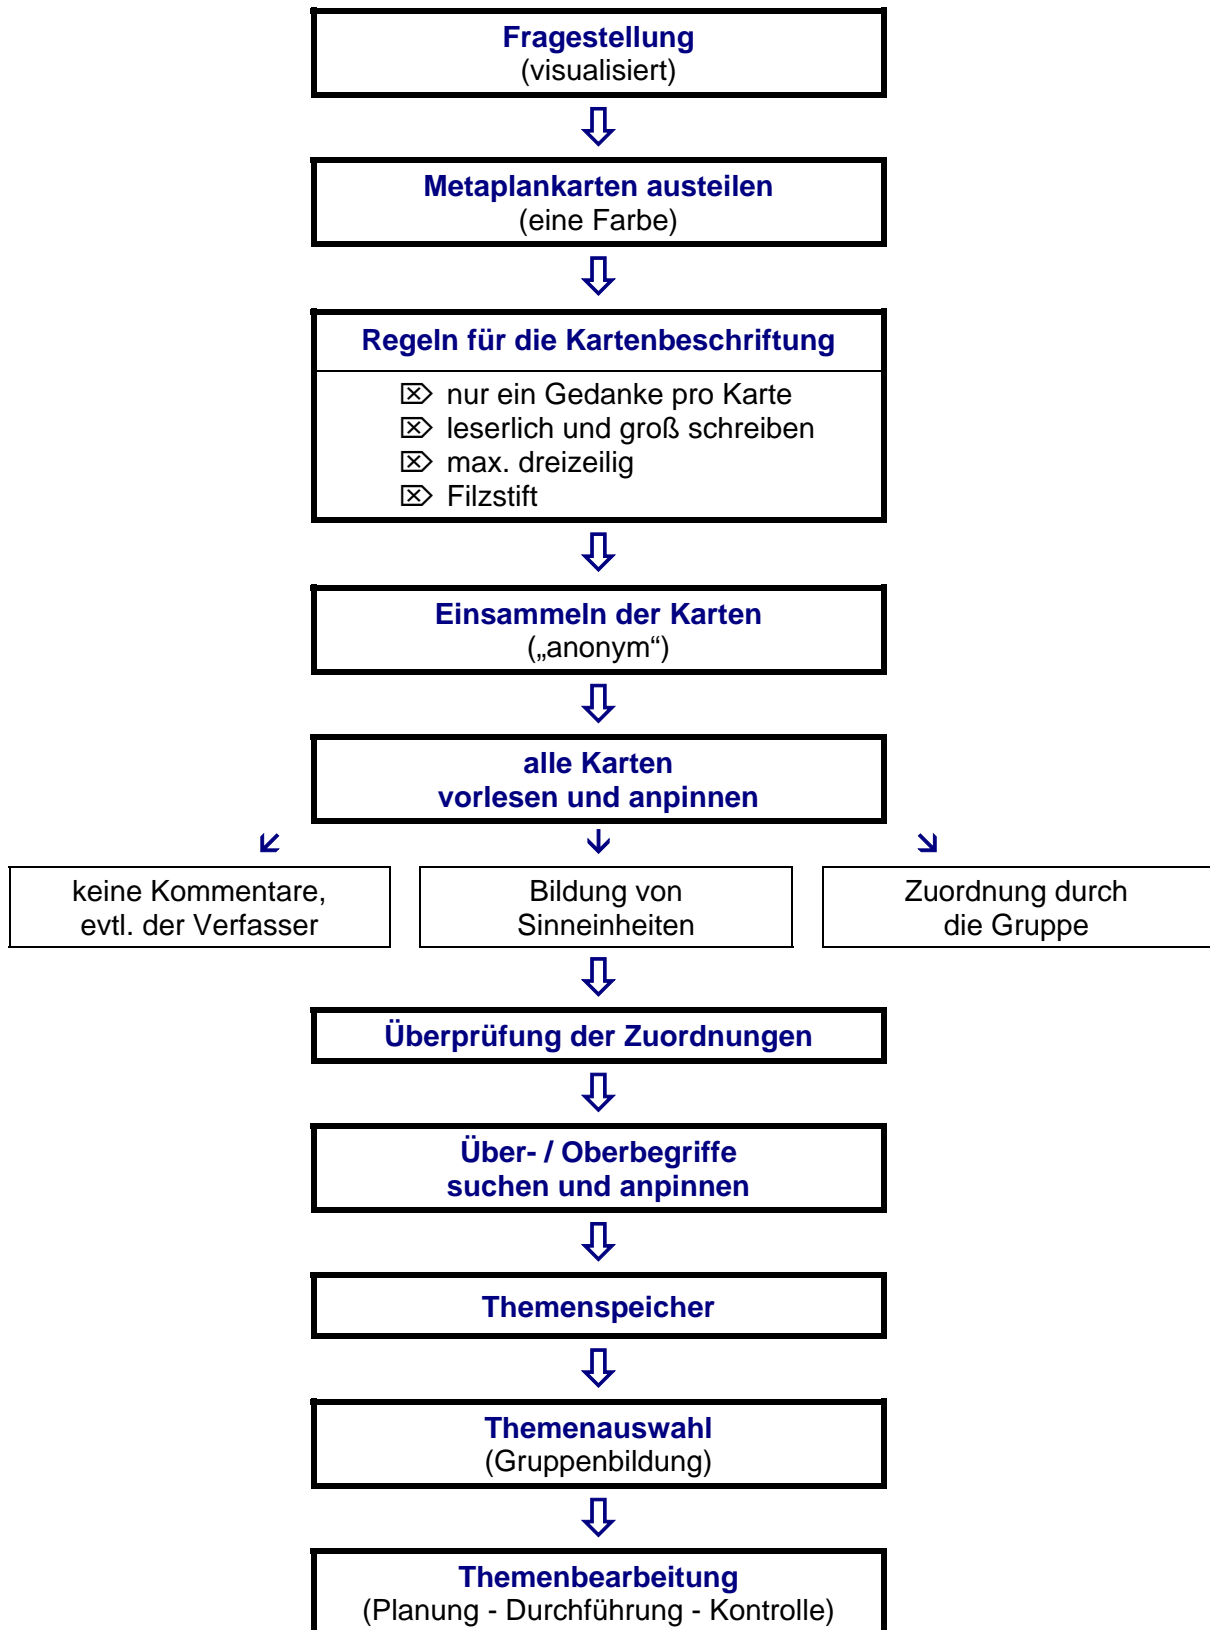 Fragestellung
(visualisiert)
Metaplankarten austeilen
(eine Farbe)
Regeln für die Kartenbeschriftung
nur ein Gedanke pro Karte
leserlich und groß schreiben
max. dreizeilig
Filzstift
Einsammeln der Karten
(„anonym“)
alle Karten
vorlesen und anpinnen
keine Kommentare,
evtl. der Verfasser
Bildung von
Sinneinheiten
Zuordnung durch
die Gruppe
Überprüfung der Zuordnungen
Über- / Oberbegriffe
suchen und anpinnen
Themenspeicher
Themenauswahl
(Gruppenbildung)
Themenbearbeitung
(Planung - Durchführung - Kontrolle)